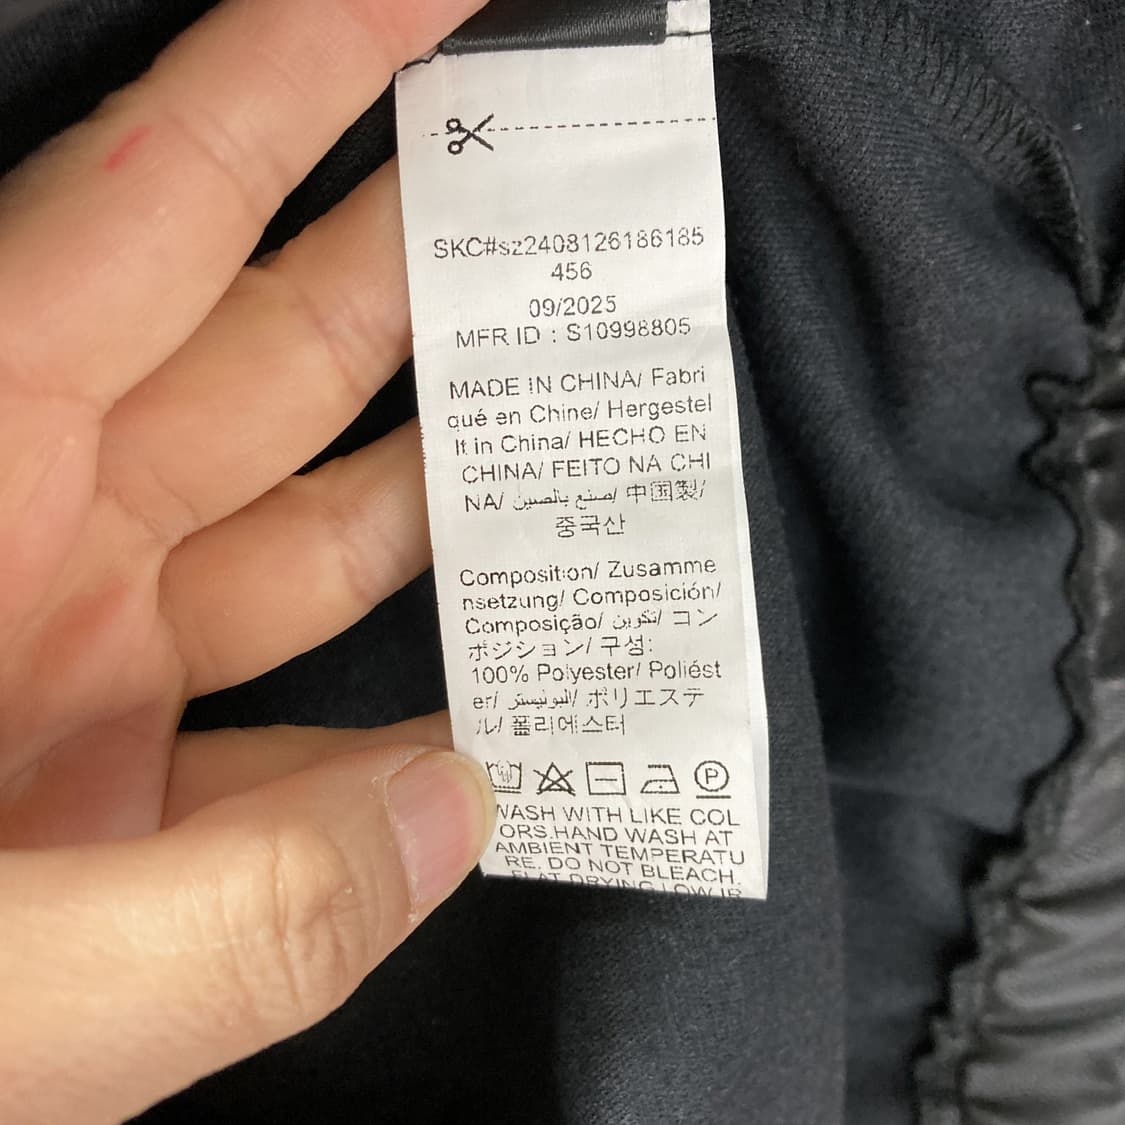 SKC#sz2408126186185
456
09/2025
MFR ID : S10998805
MADE IN CHINA/ Fabri
qué en Chine/ Hergestel
lt in China/ HECHO EN
CHINA/ FEITO NA CHI
NA/ صنع بالصين/ 中国製/
중국산
Composition/ Zusamme
nsetzung/ Composición/
Composição/ تكوين/ コン
ポジション/ 구성:
100% Polyester/ Poliést
er/ البوليستر/ ポリエステ
ル/ 폴리에스터
P
WASH WITH LIKE COL
ORS.HAND WASH AT
AMBIENT TEMPERATU
RE. DO NOT BLEACH.
FLAT DRYING LOW IR